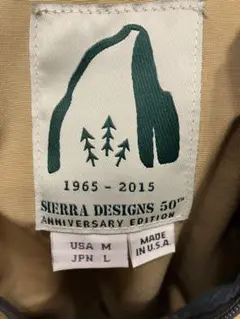 1965 - 2015
SIERRA DESIGNS 50TH
ANNIVERSARY EDITION
USA M
JPN L
MADE IN
U.S.A.